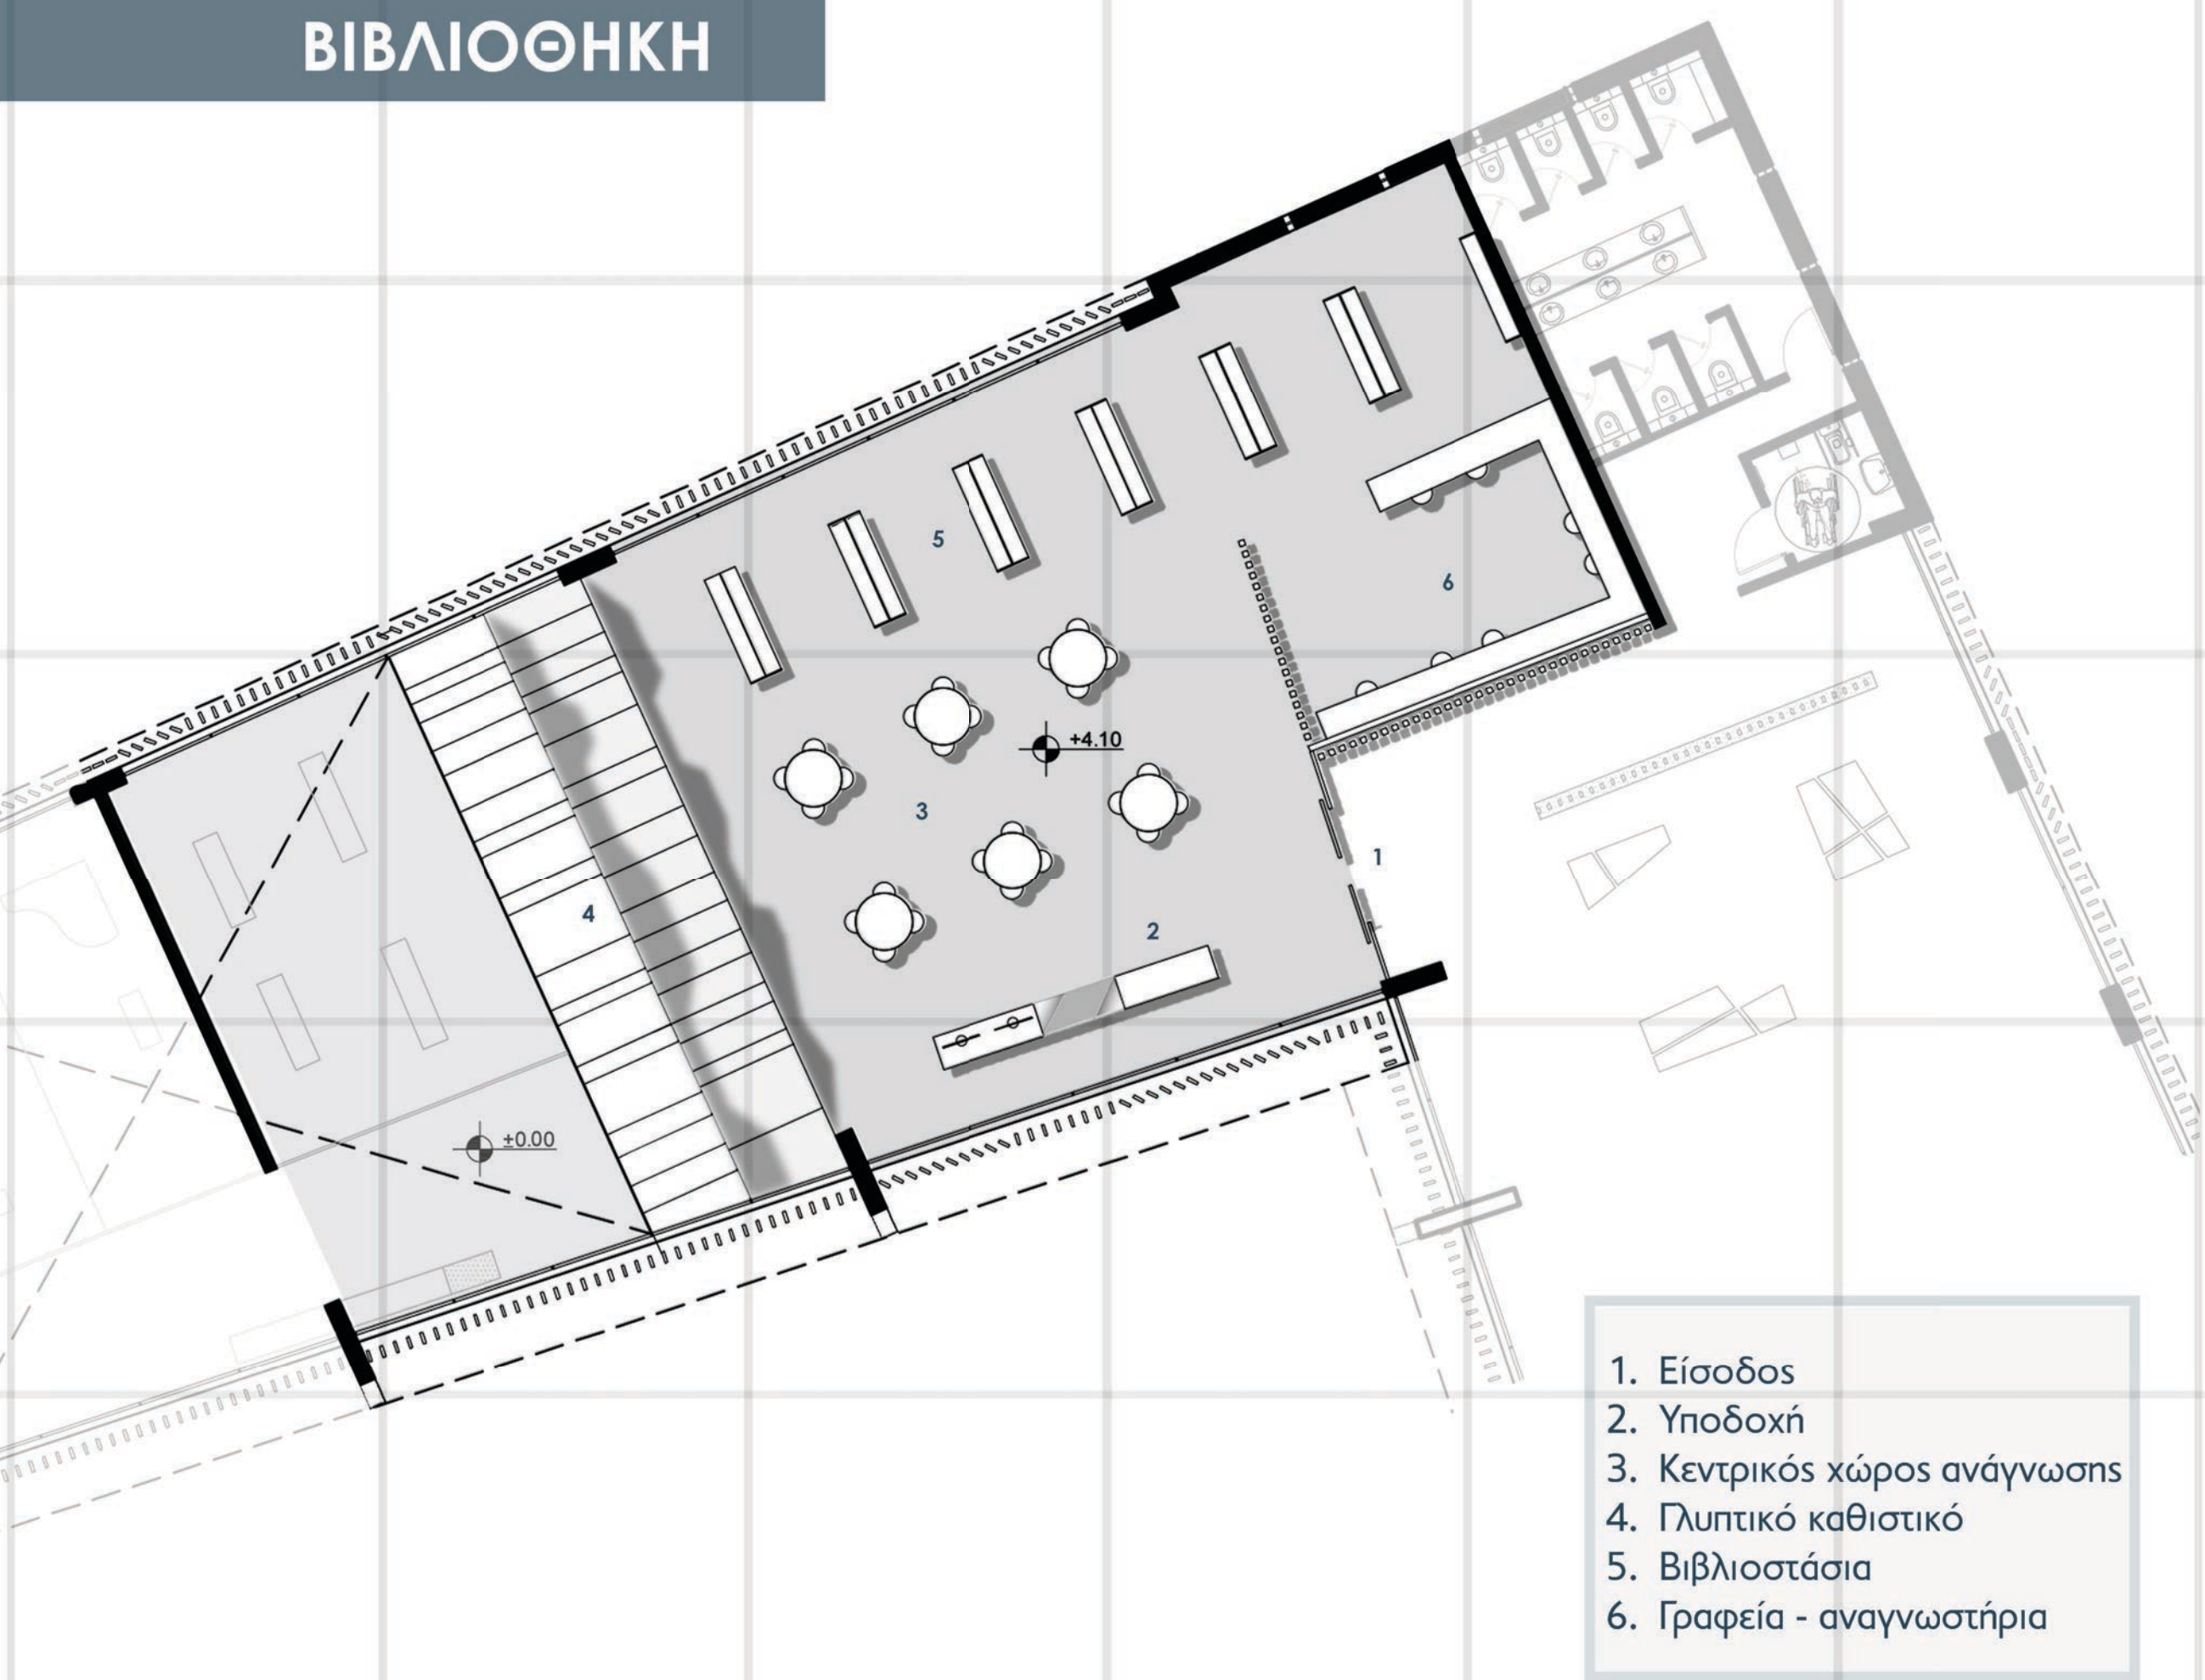 ΒΙΒΛΙΟΘΗΚΗ
5
6
+4.10
3
1
4
2
±0.00
1. Είσοδος
2. Υποδοχή
3. Κεντρικός χώρος ανάγνωσης
4. Γλυπτικό καθιστικό
5. Βιβλιοστάσια
6. Γραφεία - αναγνωστήρια